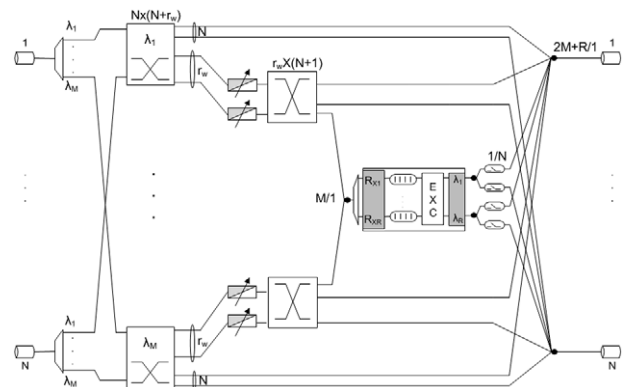 Nx(N+rw)
λ1
1
λM
λ1
N
rw
rwX(N+1)
2M+R/1
1
1/N
M/1
RX1
RXR
E
X
C
λ1
λR
λ1
N
λM
λM
rw
N
N